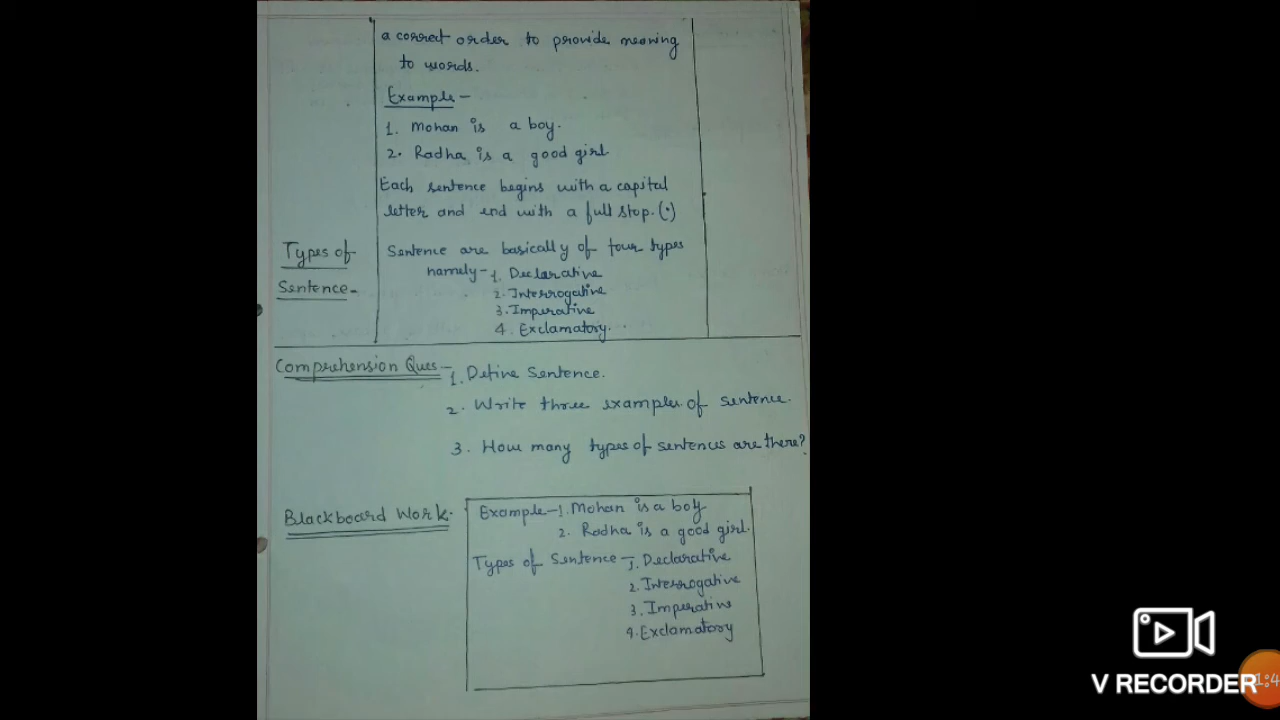 a correct order to provide meaning
to words.
Example -
1. Mohan is a boy.
2. Radha is a good girl.
Each sentence begins with a capital
letter and end with a full stop. (.)
Types of
Sentence -
Sentence are basically of four types
namely - 1. Declarative
2. Interrogative
3. Imperative
4. Exclamatory.
Comprehension Ques -
1. Define Sentence.
2. Write three examples of sentence.
3. How many types of sentences are there?
Blackboard Work -
Example - 1. Mohan is a boy
2. Radha is a good girl.
Types of Sentence - 1. Declarative
2. Interrogative
3. Imperative
4. Exclamatory
V RECORDER